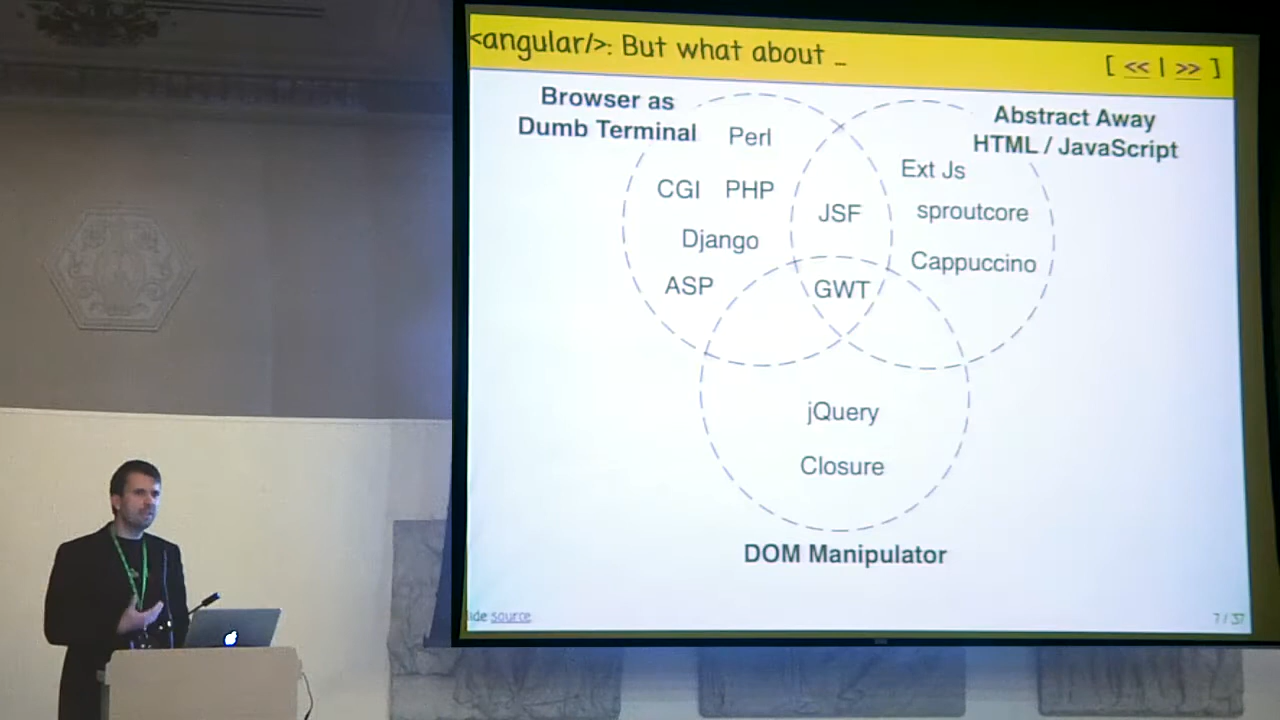 <angular/>: But what about _
[ << | >> ]
Browser as
Dumb Terminal
Abstract Away
HTML / JavaScript
Perl
CGI PHP
Django
ASP
JSF
GWT
Ext Js
sproutcore
Cappuccino
jQuery
Closure
DOM Manipulator
ide source
7 / 37